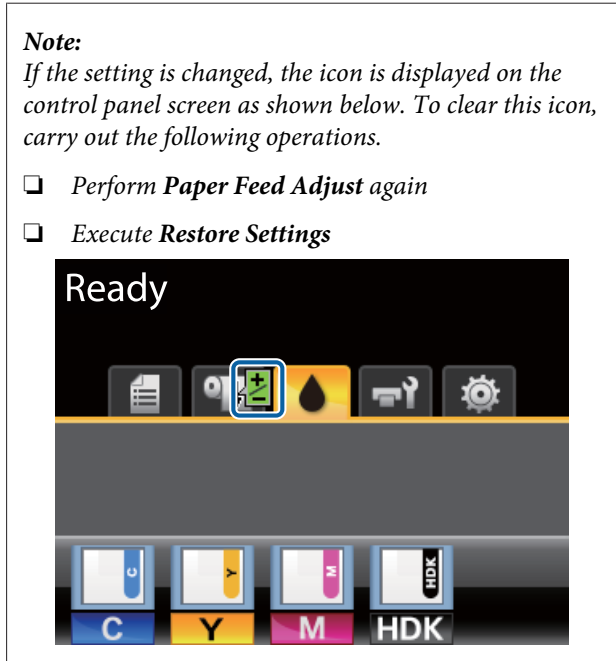 Note:
If the setting is changed, the icon is displayed on the
control panel screen as shown below. To clear this icon,
carry out the following operations.
❏ Perform Paper Feed Adjust again
❏ Execute Restore Settings
Ready
C Y M HDK
C Y M HDK